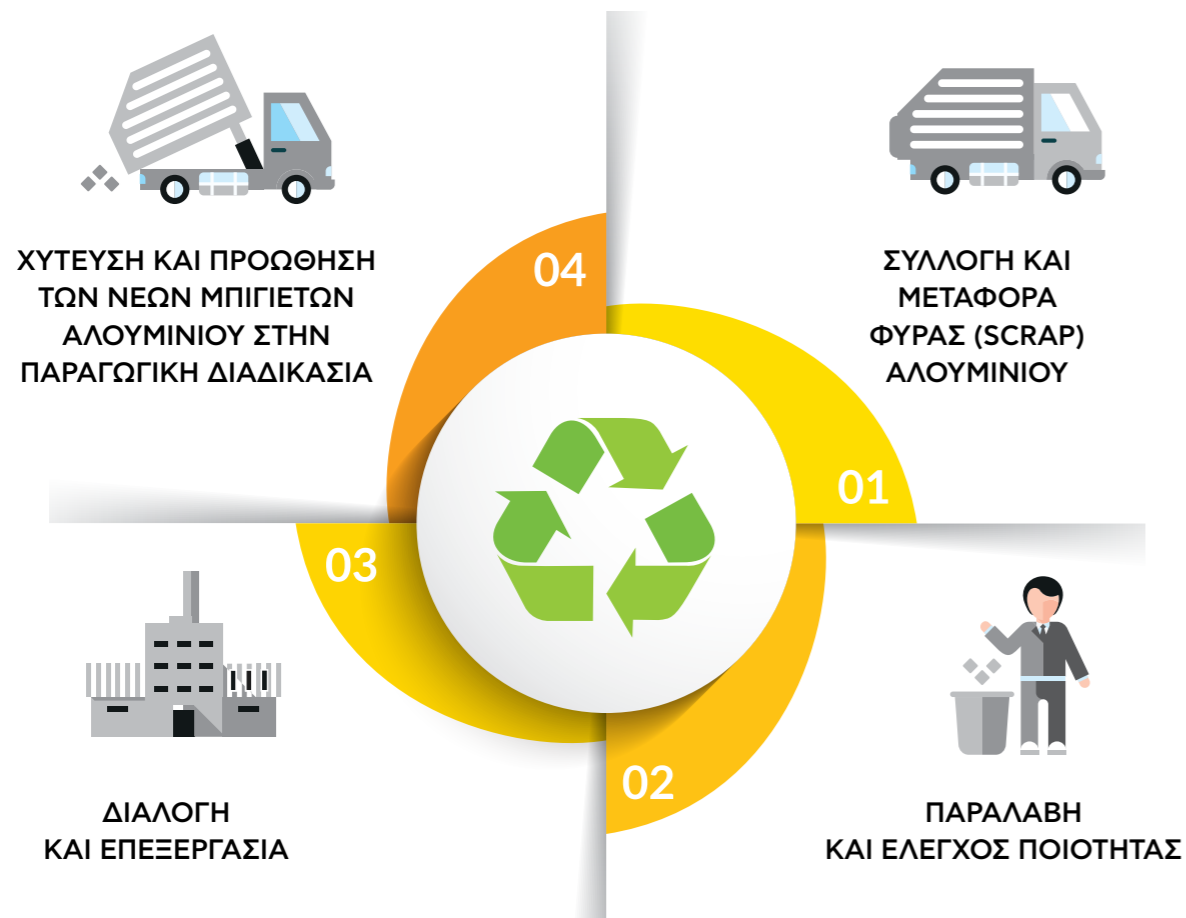 01
ΣΥΛΛΟΓΗ ΚΑΙ
ΜΕΤΑΦΟΡΑ
ΦΥΡΑΣ (SCRAP)
ΑΛΟΥΜΙΝΙΟΥ
02
ΠΑΡΑΛΑΒΗ
ΚΑΙ ΕΛΕΓΧΟΣ ΠΟΙΟΤΗΤΑΣ
03
ΔΙΑΛΟΓΗ
ΚΑΙ ΕΠΕΞΕΡΓΑΣΙΑ
04
ΧΥΤΕΥΣΗ ΚΑΙ ΠΡΟΩΘΗΣΗ
ΤΩΝ ΝΕΩΝ ΜΠΙΓΙΕΤΩΝ
ΑΛΟΥΜΙΝΙΟΥ ΣΤΗΝ
ΠΑΡΑΓΩΓΙΚΗ ΔΙΑΔΙΚΑΣΙΑ